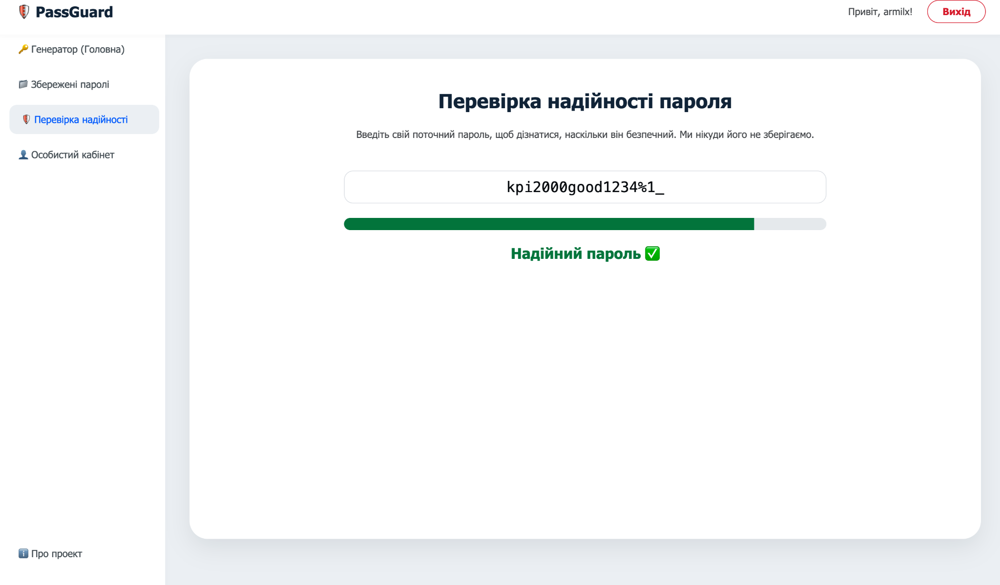 PassGuard
Привіт, armilx!
Вихід
Генератор (Головна)
Збережені паролі
Перевірка надійності
Особистий кабінет
Перевірка надійності пароля
Введіть свій поточний пароль, щоб дізнатися, наскільки він безпечний. Ми нікуди його не зберігаємо.
kpi2000good1234%1_
Надійний пароль ✅
Про проект